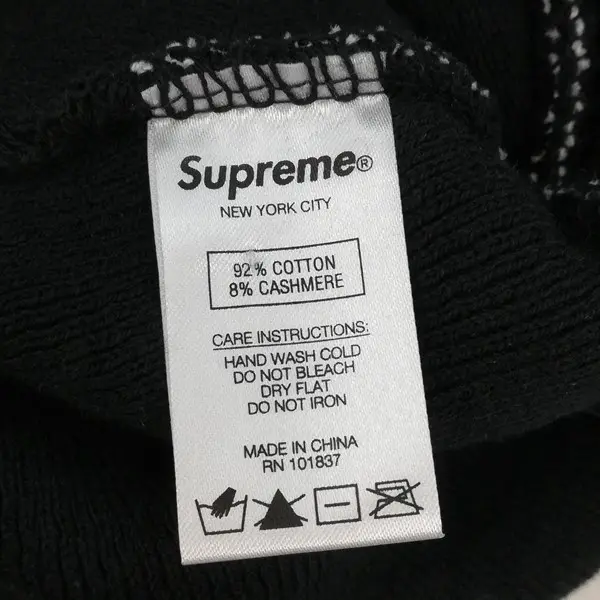 Supreme®
NEW YORK CITY
92% COTTON
8% CASHMERE
CARE INSTRUCTIONS:
HAND WASH COLD
DO NOT BLEACH
DRY FLAT
DO NOT IRON
MADE IN CHINA
RN 101837